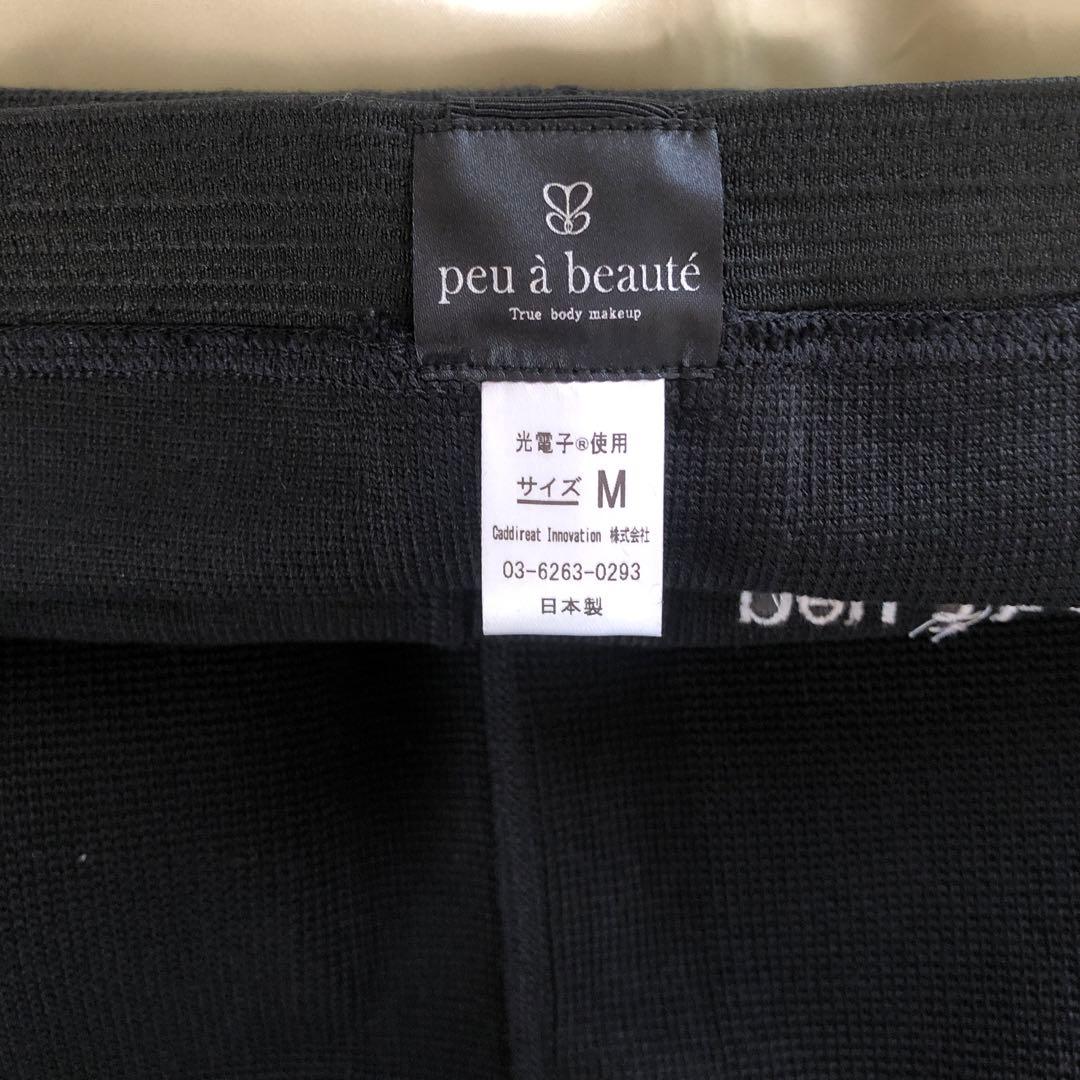 peu à beauté
True body makeup
光電子®使用
サイズ M
Caddireat Innovation 株式会社
03-6263-0293
日本製